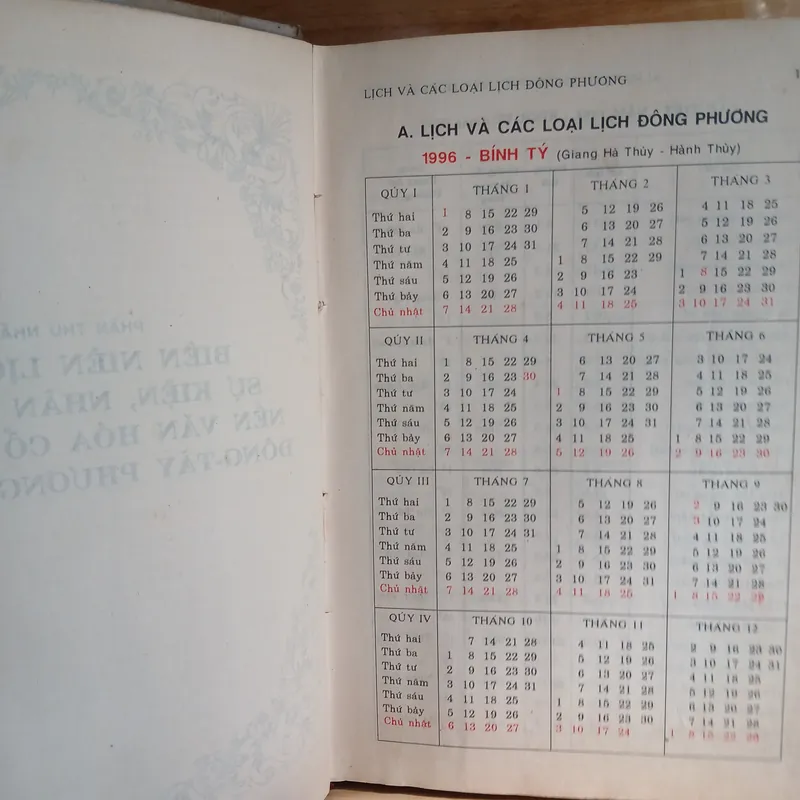 PHẦN THỨ
BIÊN NIÊN
SỰ KIỆN, NHÂN
NỀN VĂN HÓA CỔ
ĐÔNG-TÂY PHƯƠNG
LỊCH VÀ CÁC LOẠI LỊCH ĐÔNG PHƯƠNG
A. LỊCH VÀ CÁC LOẠI LỊCH ĐÔNG PHƯƠNG
1996 - BÍNH TÝ (Giang Hà Thủy - Hành Thủy)
QÚY I THÁNG 1 THÁNG 2 THÁNG 3
Thứ hai 1 8 15 22 29 5 12 19 26 4 11 18 25
Thứ ba 2 9 16 23 30 6 13 20 27 5 12 19 26
Thứ tư 3 10 17 24 31 7 14 21 28 6 13 20 27
Thứ năm 4 11 18 25 1 8 15 22 29 7 14 21 28
Thứ sáu 5 12 19 26 2 9 16 23 1 8 15 22 29
Thứ bảy 6 13 20 27 3 10 17 24 2 9 16 23 30
Chủ nhật 7 14 21 28 4 11 18 25 3 10 17 24 31
QÚY II THÁNG 4 THÁNG 5 THÁNG 6
Thứ hai 1 8 15 22 29 6 13 20 27 3 10 17 24
Thứ ba 2 9 16 23 30 7 14 21 28 4 11 18 25
Thứ tư 3 10 17 24 1 8 15 22 29 5 12 19 26
Thứ năm 4 11 18 25 2 9 16 23 30 6 13 20 27
Thứ sáu 5 12 19 26 3 10 17 24 31 7 14 21 28
Thứ bảy 6 13 20 27 4 11 18 25 1 8 15 22 29
Chủ nhật 7 14 21 28 5 12 19 26 2 9 16 23 30
QÚY III THÁNG 7 THÁNG 8 THÁNG 9
Thứ hai 1 8 15 22 29 5 12 19 26 2 9 16 23 30
Thứ ba 2 9 16 23 30 6 13 20 27 3 10 17 24
Thứ tư 3 10 17 24 31 7 14 21 28 4 11 18 25
Thứ năm 4 11 18 25 1 8 15 22 29 5 12 19 26
Thứ sáu 5 12 19 26 2 9 16 23 30 6 13 20 27
Thứ bảy 6 13 20 27 3 10 17 24 31 7 14 21 28
Chủ nhật 7 14 21 28 4 11 18 25 1 8 15 22 29
QÚY IV THÁNG 10 THÁNG 11 THÁNG 12
Thứ hai 7 14 21 28 4 11 18 25 2 9 16 23 30
Thứ ba 1 8 15 22 29 5 12 19 26 3 10 17 24 31
Thứ tư 2 9 16 23 30 6 13 20 27 4 11 18 25
Thứ năm 3 10 17 24 31 7 14 21 28 5 12 19 26
Thứ sáu 4 11 18 25 1 8 15 22 29 6 13 20 27
Thứ bảy 5 12 19 26 2 9 16 23 30 7 14 21 28
Chủ nhật 6 13 20 27 3 10 17 24 1 8 15 22 29